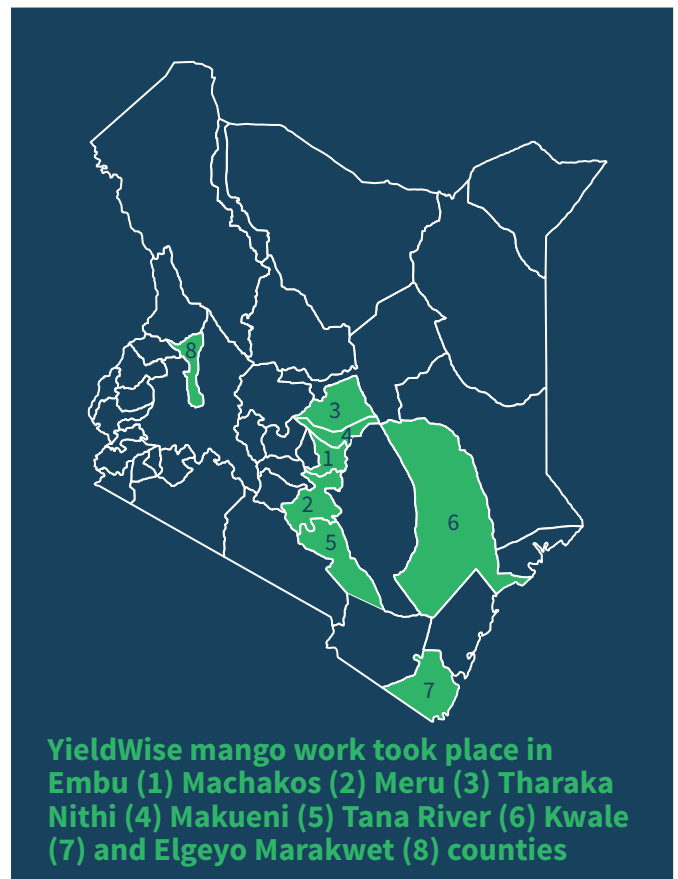 8
3
4
1
2
6
5
7
YieldWise mango work took place in
Embu (1) Machakos (2) Meru (3) Tharaka
Nithi (4) Makueni (5) Tana River (6) Kwale
(7) and Elgeyo Marakwet (8) counties